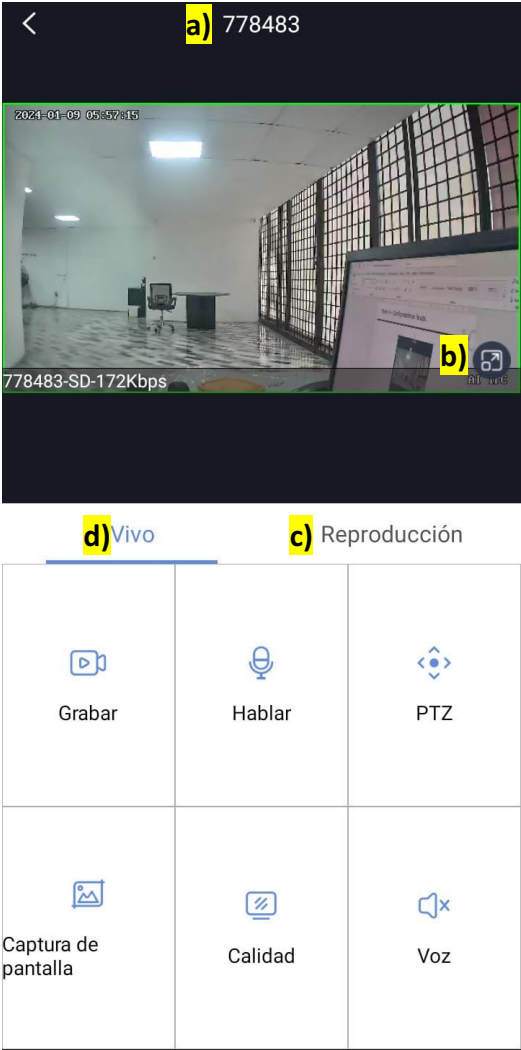 a) 778483
2024-01-09 05:57:15
b)
778483-SD-172Kbps
d) Vivo
c) Reproducción
Grabar
Hablar
PTZ
Captura de
pantalla
Calidad
Voz